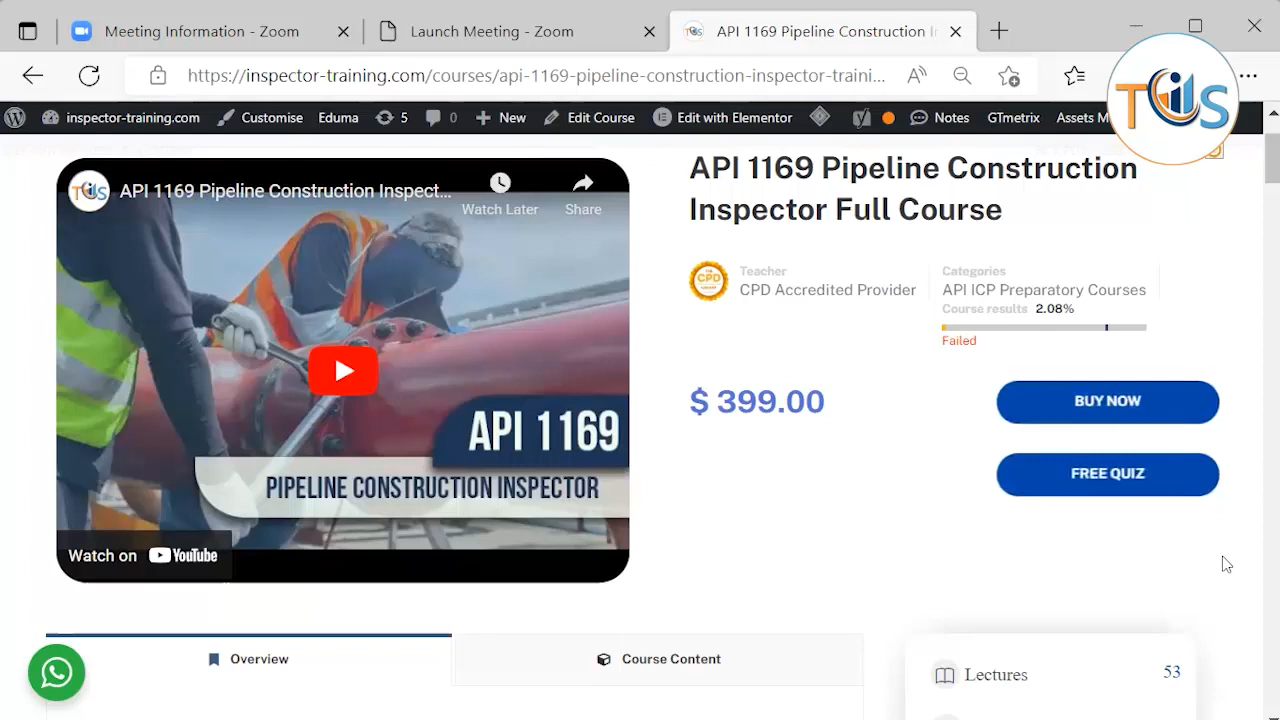 Meeting Information - Zoom
Launch Meeting - Zoom
API 1169 Pipeline Construction I
https://inspector-training.com/courses/api-1169-pipeline-construction-inspector-traini...
inspector-training.com
Customise
Eduma
5
0
New
Edit Course
Edit with Elementor
Notes
GTmetrix
Assets M
TIS
API 1169 Pipeline Construction Inspect...
Watch Later
Share
API 1169
PIPELINE CONSTRUCTION INSPECTOR
Watch on YouTube
API 1169 Pipeline Construction
Inspector Full Course
CPD
Teacher
CPD Accredited Provider
Categories
API ICP Preparatory Courses
Course results 2.08%
Failed
$ 399.00
BUY NOW
FREE QUIZ
Overview
Course Content
Lectures 53